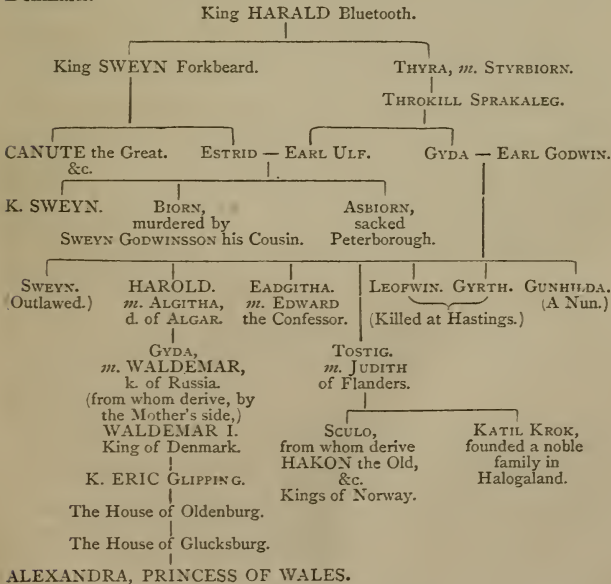 King HARALD Bluetooth.
King SWEYN Forkbeard. THYRA, m. STYRBIORN.
THROKILL SPRAKALEG.
CANUTE the Great. ESTRID — EARL ULF. GYDA — EARL GODWIN.
&c.
K. SWEYN. BIORN, ASBIORN,
murdered by sacked
SWEYN GODWINSSON his Cousin. Peterborough.
SWEYN. HAROLD. EADGITHA. LEOFWIN. GYRTH. GUNHILDA.
(Outlawed.) m. ALGITHA, m. EDWARD (A Nun.)
d. of ALGAR. the Confessor. (Killed at Hastings.)
GYDA, TOSTIG.
m. WALDEMAR, m. JUDITH
k. of Russia. of Flanders.
(from whom derive, by
the Mother's side,)
WALDEMAR I. SCULO, KATIL KROK,
King of Denmark. from whom derive founded a noble
HAKON the Old, family in
K. ERIC GLIPPING. &c. Halogaland.
Kings of Norway.
The House of Oldenburg.
The House of Glucksburg.
ALEXANDRA, PRINCESS OF WALES.